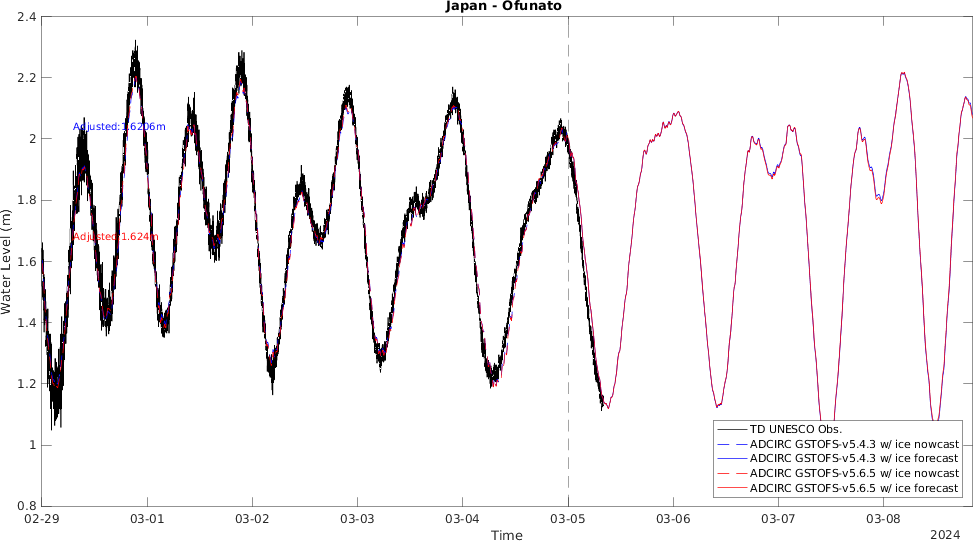 Japan - Ofunato
2.4
2.2
2
1.8
1.6
1.4
1.2
1
0.8
Water Level (m)
Adjusted:1.6206m
Adjusted:1.624m
TD UNESCO Obs.
ADCIRC GSTOFS-v5.4.3 w/ ice nowcast
ADCIRC GSTOFS-v5.4.3 w/ ice forecast
ADCIRC GSTOFS-v5.6.5 w/ ice nowcast
ADCIRC GSTOFS-v5.6.5 w/ ice forecast
02-29 03-01 03-02 03-03 03-04 03-05 03-06 03-07 03-08
Time
2024